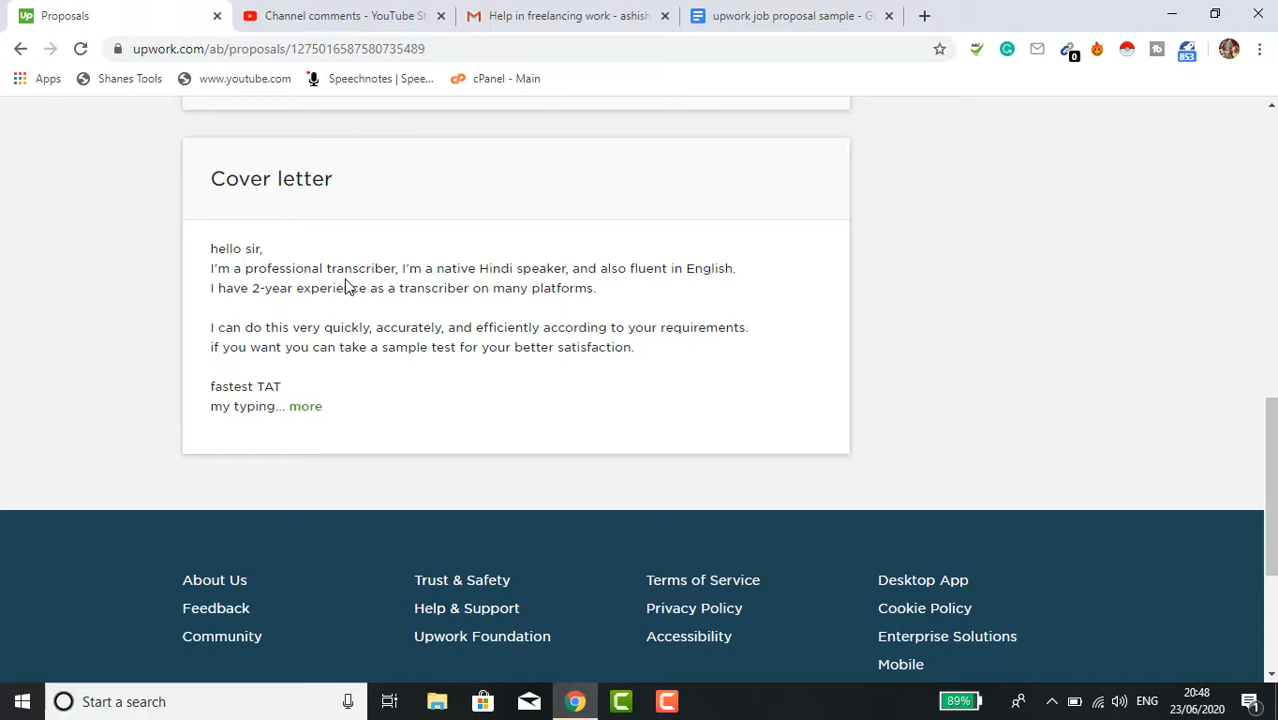 Proposals
Channel comments - YouTube St
Help in freelancing work - ashish
upwork job proposal sample - Go
upwork.com/ab/proposals/1275016587580735489
ABC
0
853
Apps
Shanes Tools
www.youtube.com
Speechnotes | Spee...
cPanel - Main
Cover letter
hello sir,
I'm a professional transcriber, I'm a native Hindi speaker, and also fluent in English.
I have 2-year experience as a transcriber on many platforms.
I can do this very quickly, accurately, and efficiently according to your requirements.
if you want you can take a sample test for your better satisfaction.
fastest TAT
my typing... more
About Us
Trust & Safety
Terms of Service
Desktop App
Feedback
Help & Support
Privacy Policy
Cookie Policy
Community
Upwork Foundation
Accessibility
Enterprise Solutions
Mobile
Start a search
89%
ENG
20:48
23/06/2020
1